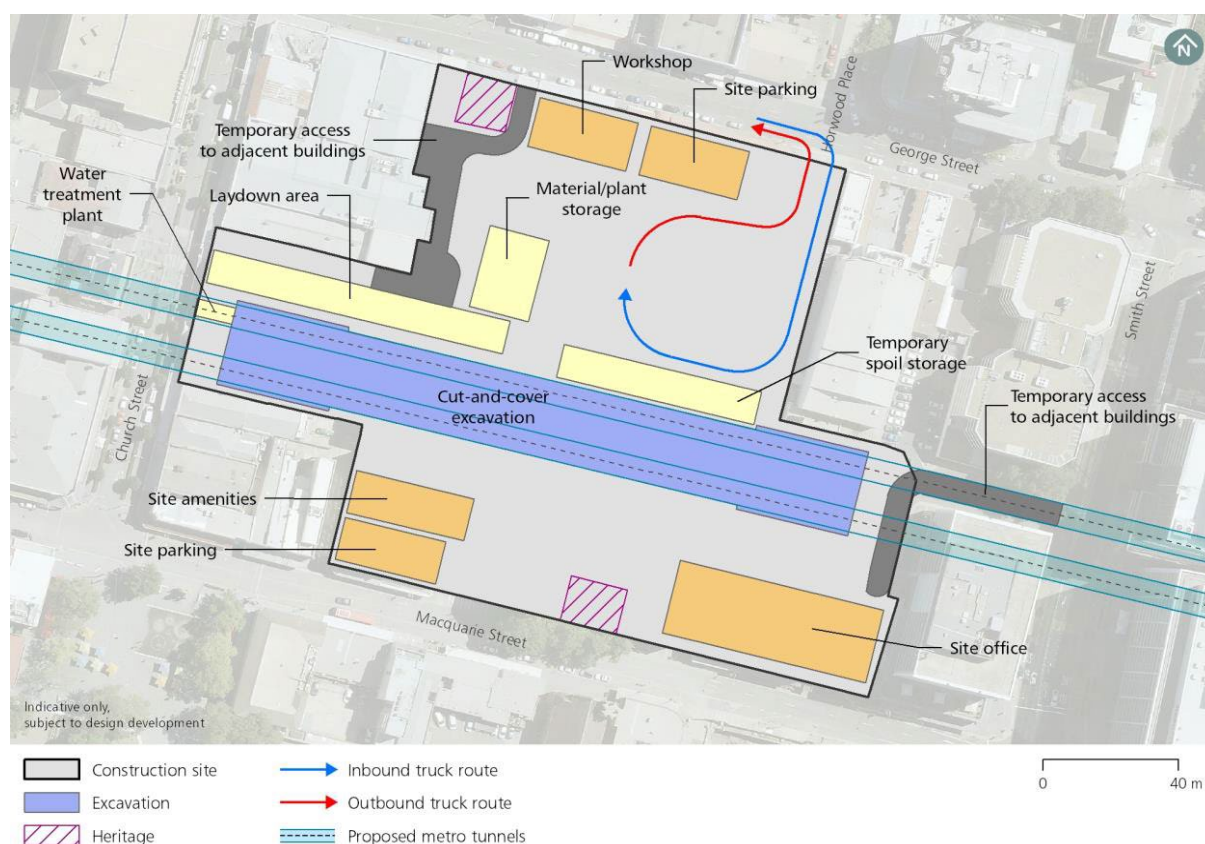 N
Workshop
Site parking
Horwood Place
George Street
Temporary access
to adjacent buildings
Water
treatment
plant
Laydown area
Material/plant
storage
Smith Street
Temporary
spoil storage
Temporary access
to adjacent buildings
Cut-and-cover
excavation
Church Street
Site amenities
Site parking
Macquarie Street
Site office
Indicative only,
subject to design development
Construction site
Inbound truck route
0 40 m
Excavation
Outbound truck route
Heritage
Proposed metro tunnels